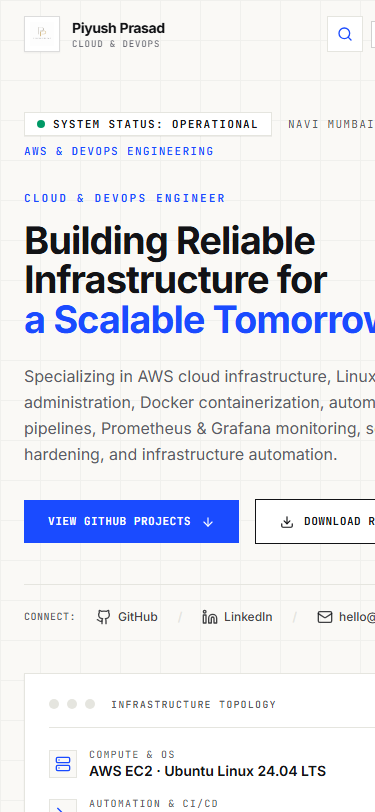 Piyush Prasad
CLOUD & DEVOPS
SYSTEM STATUS: OPERATIONAL NAVI MUMBAI
AWS & DEVOPS ENGINEERING
CLOUD & DEVOPS ENGINEER
Building Reliable
Infrastructure for
a Scalable Tomorrow
Specializing in AWS cloud infrastructure, Linux
administration, Docker containerization,
pipelines, Prometheus & Grafana monitoring,
hardening, and infrastructure automation.
VIEW GITHUB PROJECTS DOWNLOAD
CONNECT: GitHub / LinkedIn / hello@
INFRASTRUCTURE TOPOLOGY
COMPUTE & OS
AWS EC2 · Ubuntu Linux 24.04 LTS
AUTOMATION & CI/CD